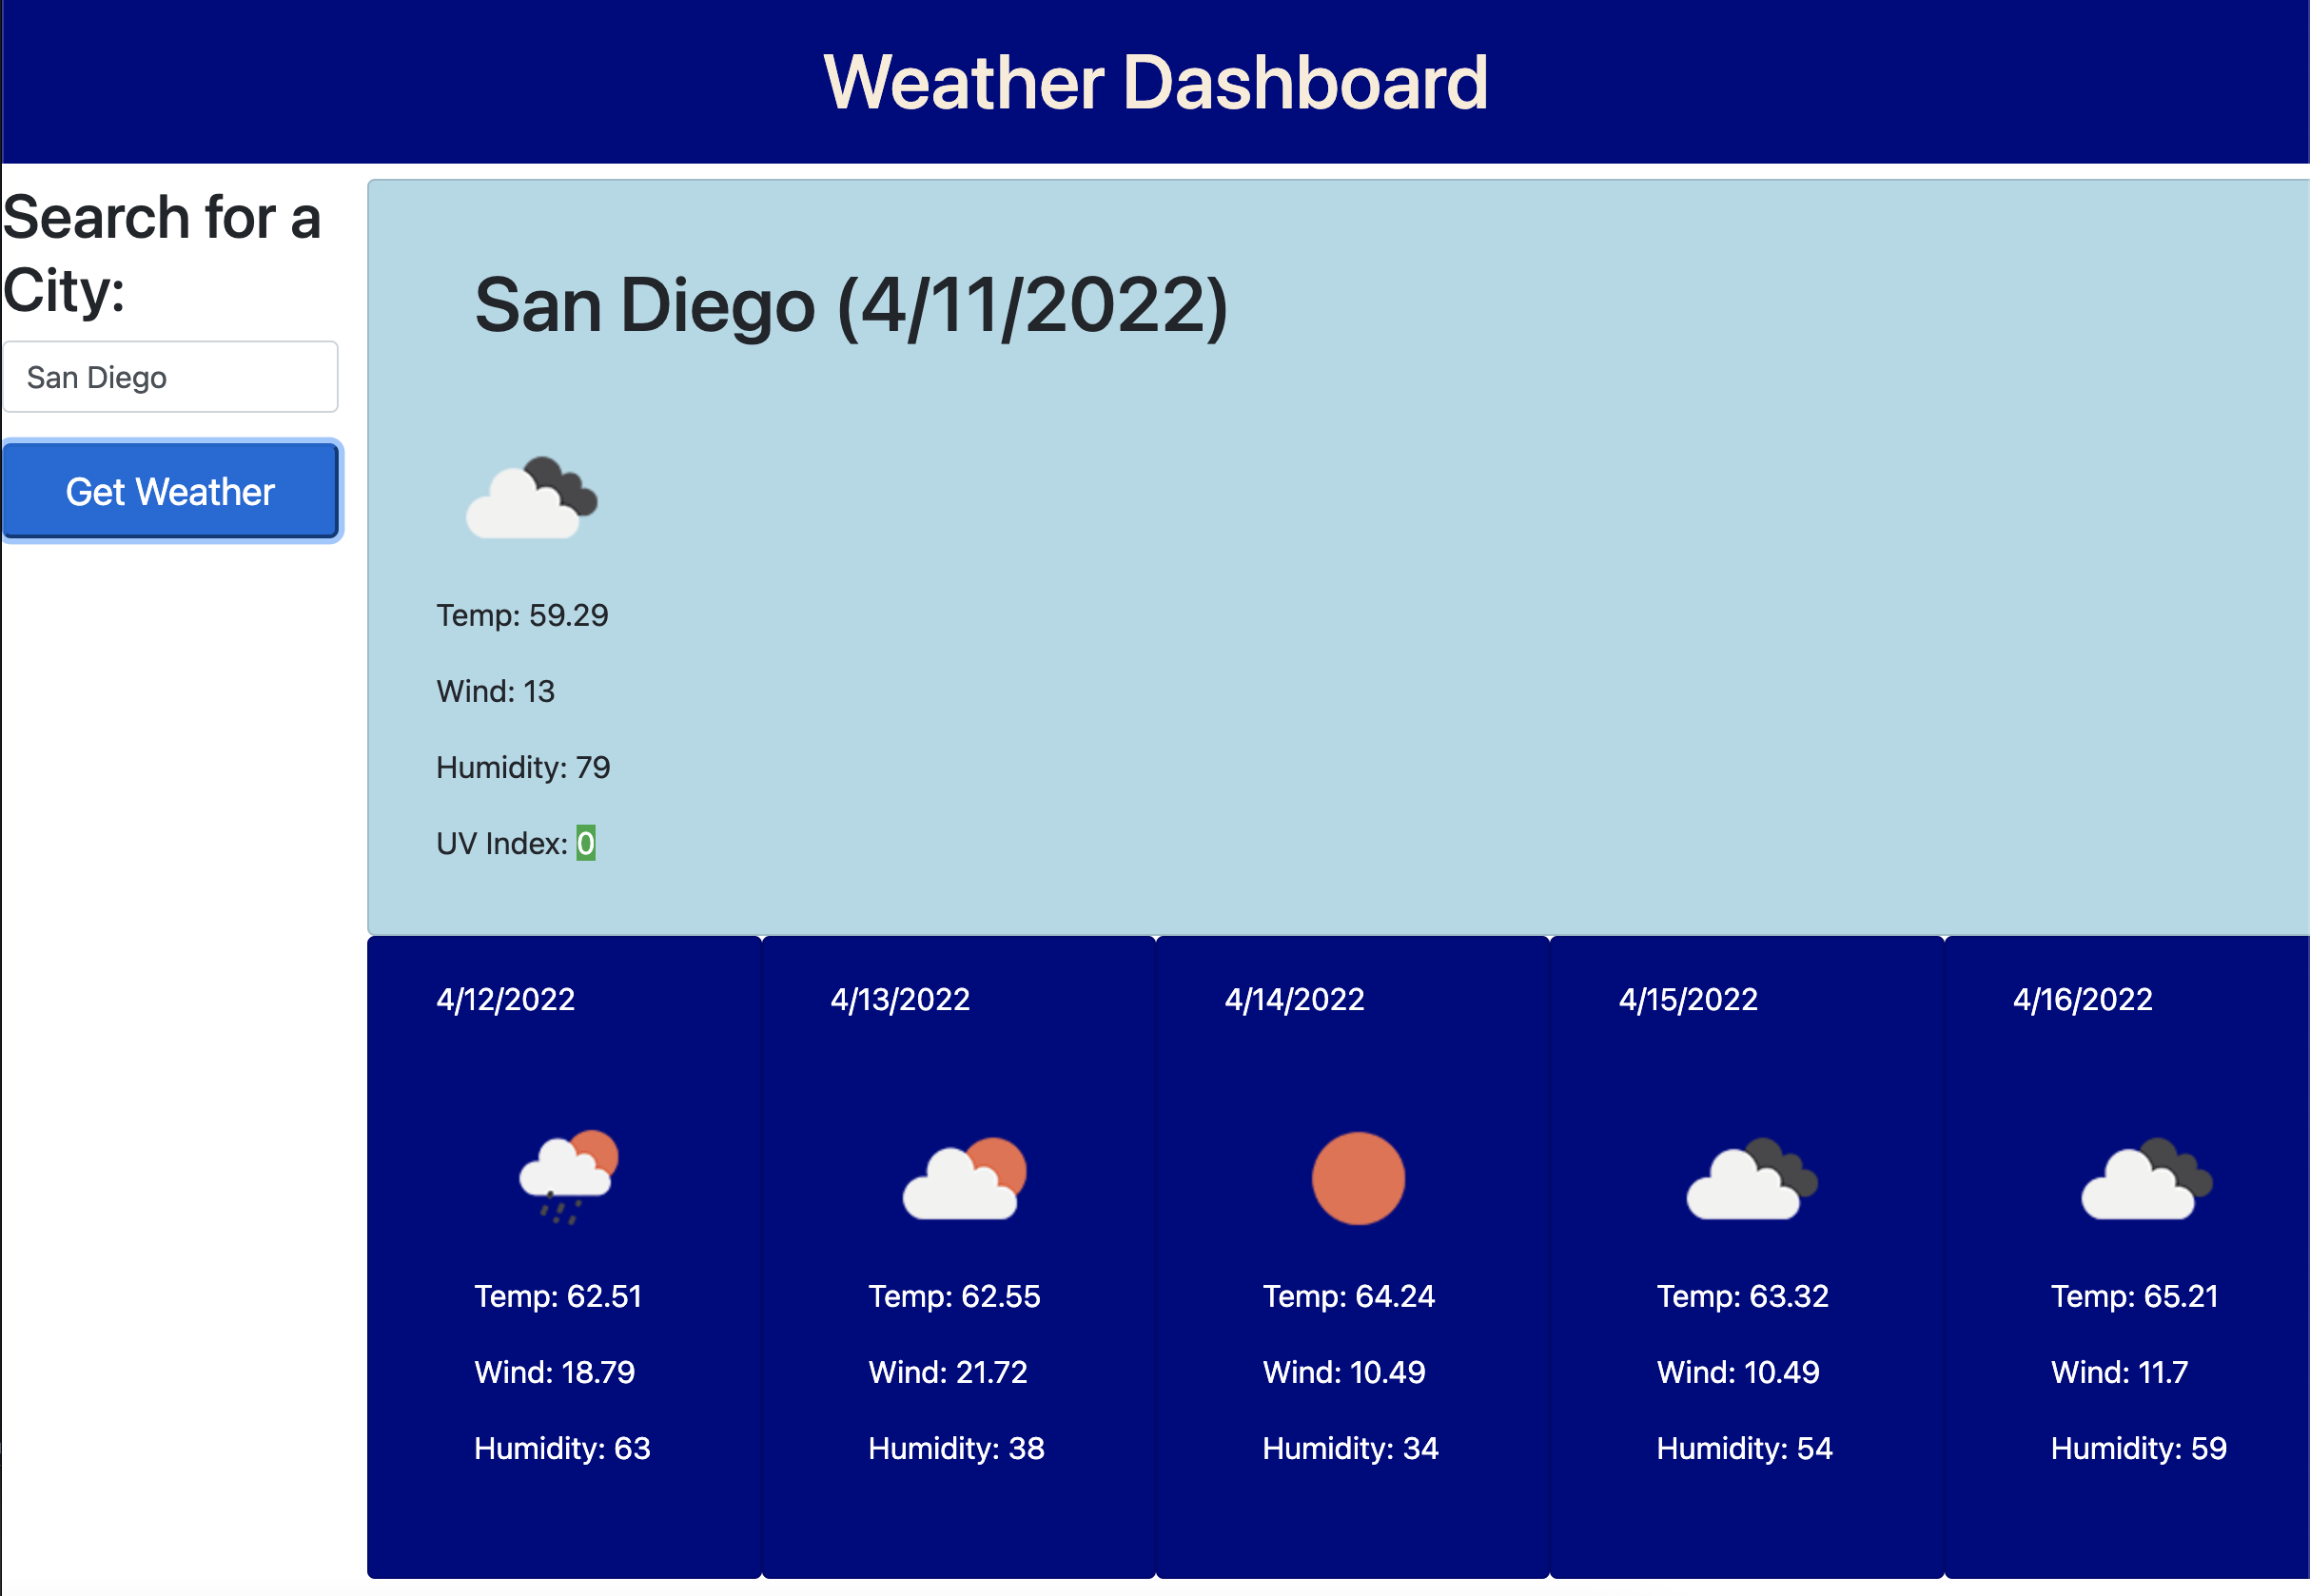 Weather Dashboard
Search for a
City:
San Diego
Get Weather
San Diego (4/11/2022)
Temp: 59.29
Wind: 13
Humidity: 79
UV Index: 0
4/12/2022
Temp: 62.51
Wind: 18.79
Humidity: 63
4/13/2022
Temp: 62.55
Wind: 21.72
Humidity: 38
4/14/2022
Temp: 64.24
Wind: 10.49
Humidity: 34
4/15/2022
Temp: 63.32
Wind: 10.49
Humidity: 54
4/16/2022
Temp: 65.21
Wind: 11.7
Humidity: 59